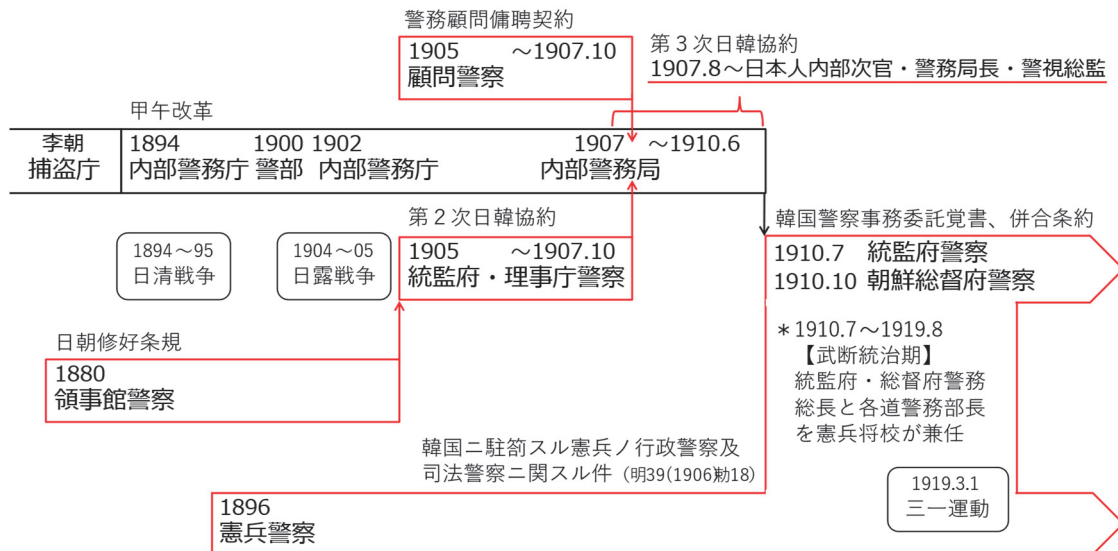 警務顧問傭聘契約
1905　～1907.10
顧問警察
第３次日韓協約
1907.8～日本人内部次官・警務局長・警視総監
甲午改革
李朝
捕盗庁
1894
内部警務庁
1900
警部
1902
内部警務庁
1907　～1910.6
内部警務局
1894～95
日清戦争
1904～05
日露戦争
第２次日韓協約
1905　～1907.10
統監府・理事庁警察
韓国警察事務委託覚書、併合条約
1910.7　統監府警察
1910.10 朝鮮総督府警察
日朝修好条規
1880
領事館警察
＊1910.7～1919.8
【武断統治期】
統監府・総督府警務
総長と各道警務部長
を憲兵将校が兼任
韓国ニ駐箚スル憲兵ノ行政警察及
司法警察ニ関スル件（明39(1906)勅18）
1896
憲兵警察
1919.3.1
三一運動